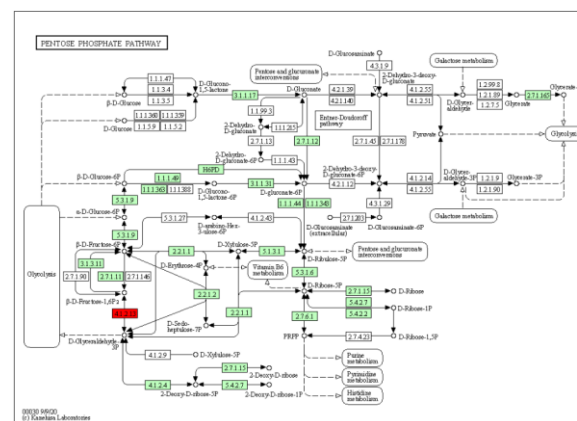 PENTOSE PHOSPHATE PATHWAY
D-Gluconate
4.3.1.9
Pentose and glucuronate
interconversions
2-Dehydro-3-deoxy-
D-gluconate
Galactose metabolism
1.1.1.47
1.1.3.4
1.1.3.5
β-D-Glucose
D-Glucono-
1,5-lactone
3.1.1.17
D-Gluconate
4.2.1.39
4.2.1.140
4.1.2.55
4.1.2.51
D-Glycer-
aldehyde
1.2.99.8
1.2.1.89
1.2.7.5
Glycerate
2.7.1.165
D-Glucose
1.1.5.9
1.1.5.2
2-Dehydro-
D-gluconate
1.1.99.3
1.1.1.215
2.7.1.13
2.7.1.12
Entner-Doudoroff
pathway
2.7.1.45
2.7.1.178
Pyruvate
Glycolysis
2-Dehydro-
D-gluconate-6P
1.1.1.43
2-Dehydro-3-deoxy-
D-gluconate-6P
H6PD
β-D-Glucose-6P
1.1.1.49
1.1.1.363
1.1.1.388
D-Glucono-
1,5-lactone-6P
3.1.1.31
D-gluconate-6P
4.2.1.12
4.1.2.14
4.1.2.55
D-Glyceral-
dehyde-3P
1.2.1.9
1.2.1.90
Glycerate-3P
5.3.1.9
1.1.1.44
1.1.1.343
α-D-Glucose-6P
5.3.1.9
5.3.1.27
D-arabino-Hex-
3-ulose-6P
4.1.2.43
D-Glucosaminate
(extracellular)
2.7.1.203
D-Glucosaminate-6P
4.3.1.29
Galactose metabolism
Glycolysis
β-D-Fructose-6P
2.2.1.1
D-Xylulose-5P
5.1.3.1
D-Ribulose-5P
Pentose and glucuronate
interconversions
3.1.3.11
2.7.1.90
2.7.1.11
2.7.1.146
D-Erythrose-4P
Vitamin B6
metabolism
5.3.1.6
β-D-Fructose-1,6P2
2.2.1.2
D-Ribose-5P
2.7.1.15
D-Ribose
5.4.2.7
5.4.2.2
D-Ribose-1P
2.2.1.1
2.7.6.1
D-Sedo-
heptulose-7P
D-Glyceraldehyde-
3P
PRPP
2.7.4.23
D-Ribose-1,5P
4.1.2.9
D-Xylulose-5P
Purine
metabolism
Pyrimidine
metabolism
Histidine
metabolism
2.7.1.15
2-Deoxy-D-ribose
4.1.2.4
2-Deoxy-D-ribose-5P
5.4.2.7
2-Deoxy-D-ribose-1P
00030 9/9/20
(c) Kanehisa Laboratories